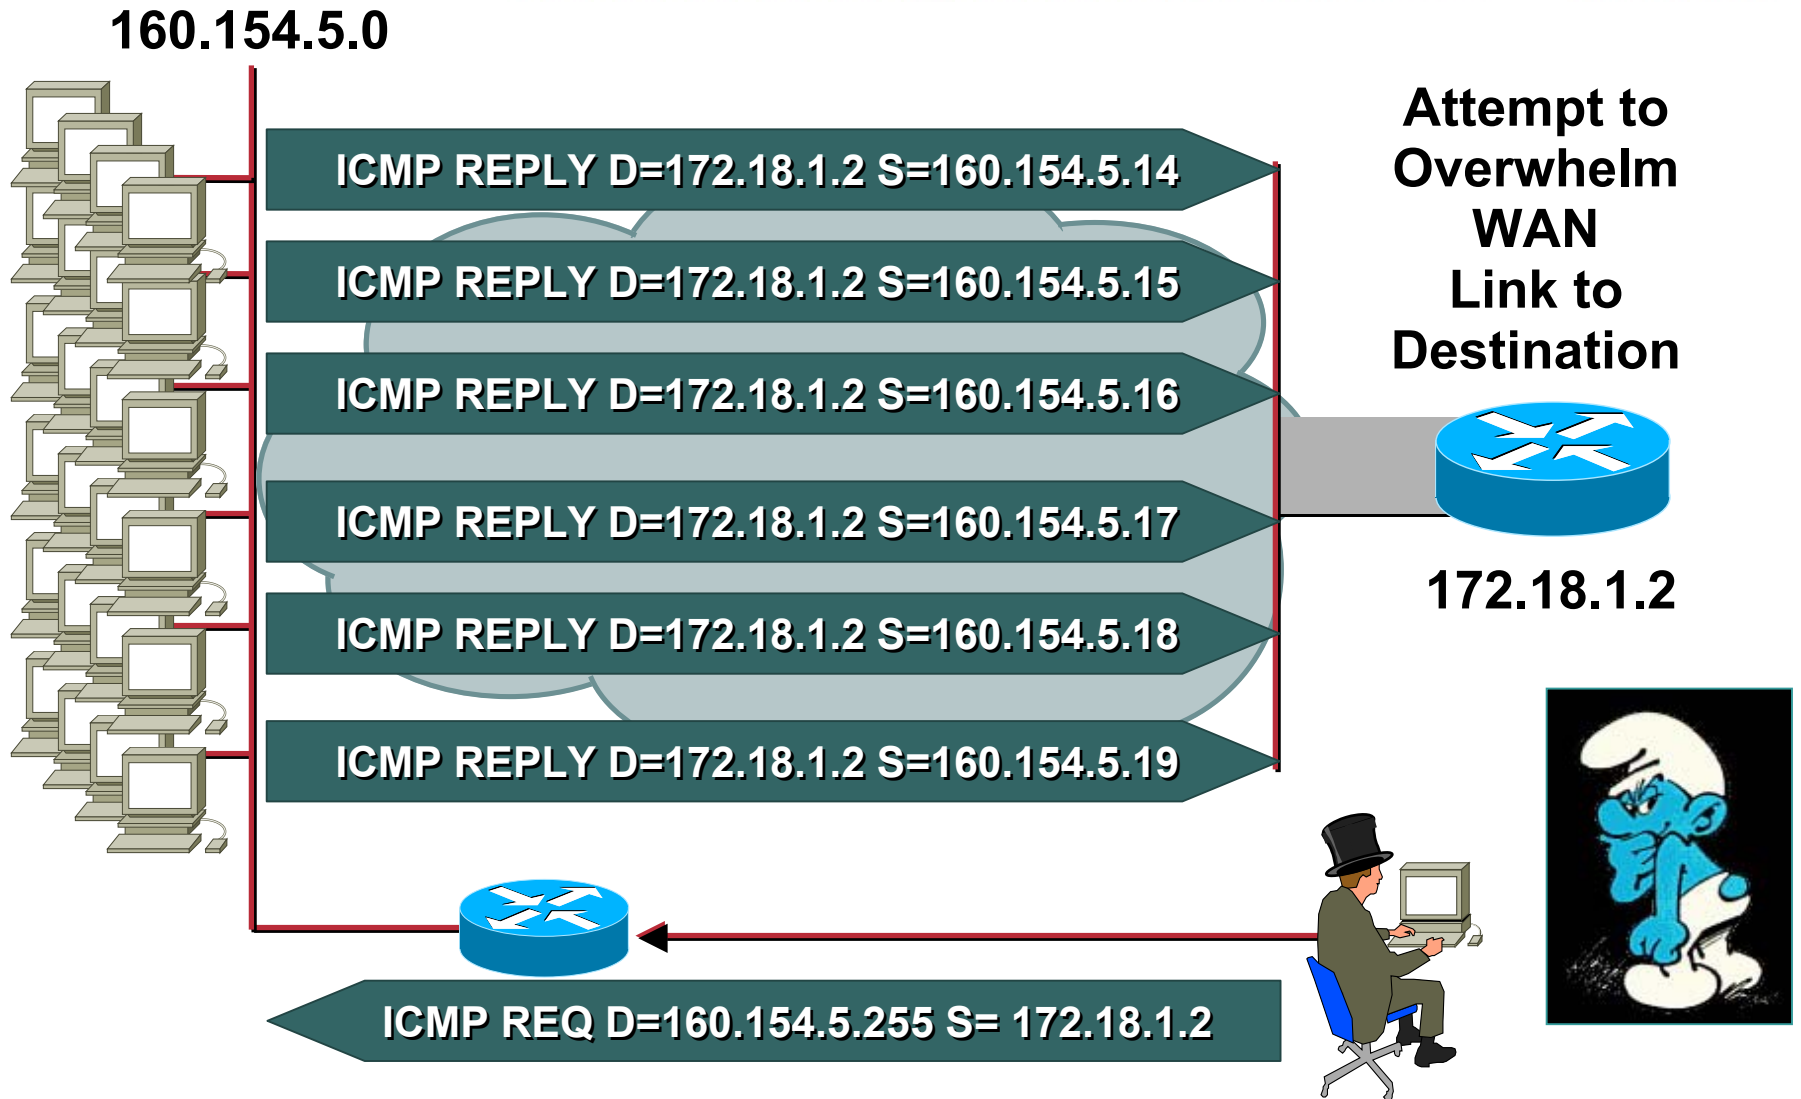 160.154.5.0
Attempt to
Overwhelm
WAN
Link to
Destination
ICMP REPLY D=172.18.1.2 S=160.154.5.14
ICMP REPLY D=172.18.1.2 S=160.154.5.15
ICMP REPLY D=172.18.1.2 S=160.154.5.16
ICMP REPLY D=172.18.1.2 S=160.154.5.17
ICMP REPLY D=172.18.1.2 S=160.154.5.18
ICMP REPLY D=172.18.1.2 S=160.154.5.19
172.18.1.2
ICMP REQ D=160.154.5.255 S= 172.18.1.2